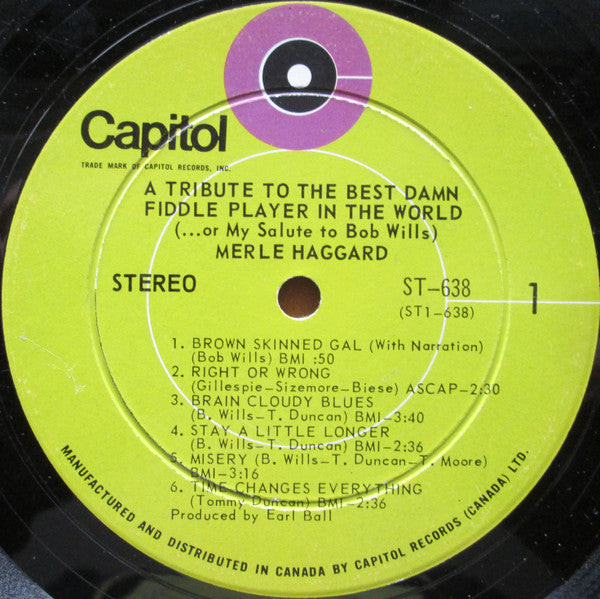 Capitol
TRADE MARK OF CAPITOL RECORDS, INC.
A TRIBUTE TO THE BEST DAMN
FIDDLE PLAYER IN THE WORLD
(...or My Salute to Bob Wills)
MERLE HAGGARD
STEREO
ST-638
(ST1-638)
1
1. BROWN SKINNED GAL (With Narration)
(Bob Wills) BMI :50
2. RIGHT OR WRONG
(Gillespie-Sizemore-Biese) ASCAP-2:30
3. BRAIN CLOUDY BLUES
(B. Wills-T. Duncan) BMI-3:40
4. STAY A LITTLE LONGER
(B. Wills-T. Duncan) BMI-2:36
5. MISERY (B. Wills-T. Duncan-T. Moore)
BMI-3:16
6. TIME CHANGES EVERYTHING
(Tommy Duncan) BMI-2:36
Produced by Earl Ball
MANUFACTURED AND DISTRIBUTED IN CANADA BY CAPITOL RECORDS (CANADA) LTD.